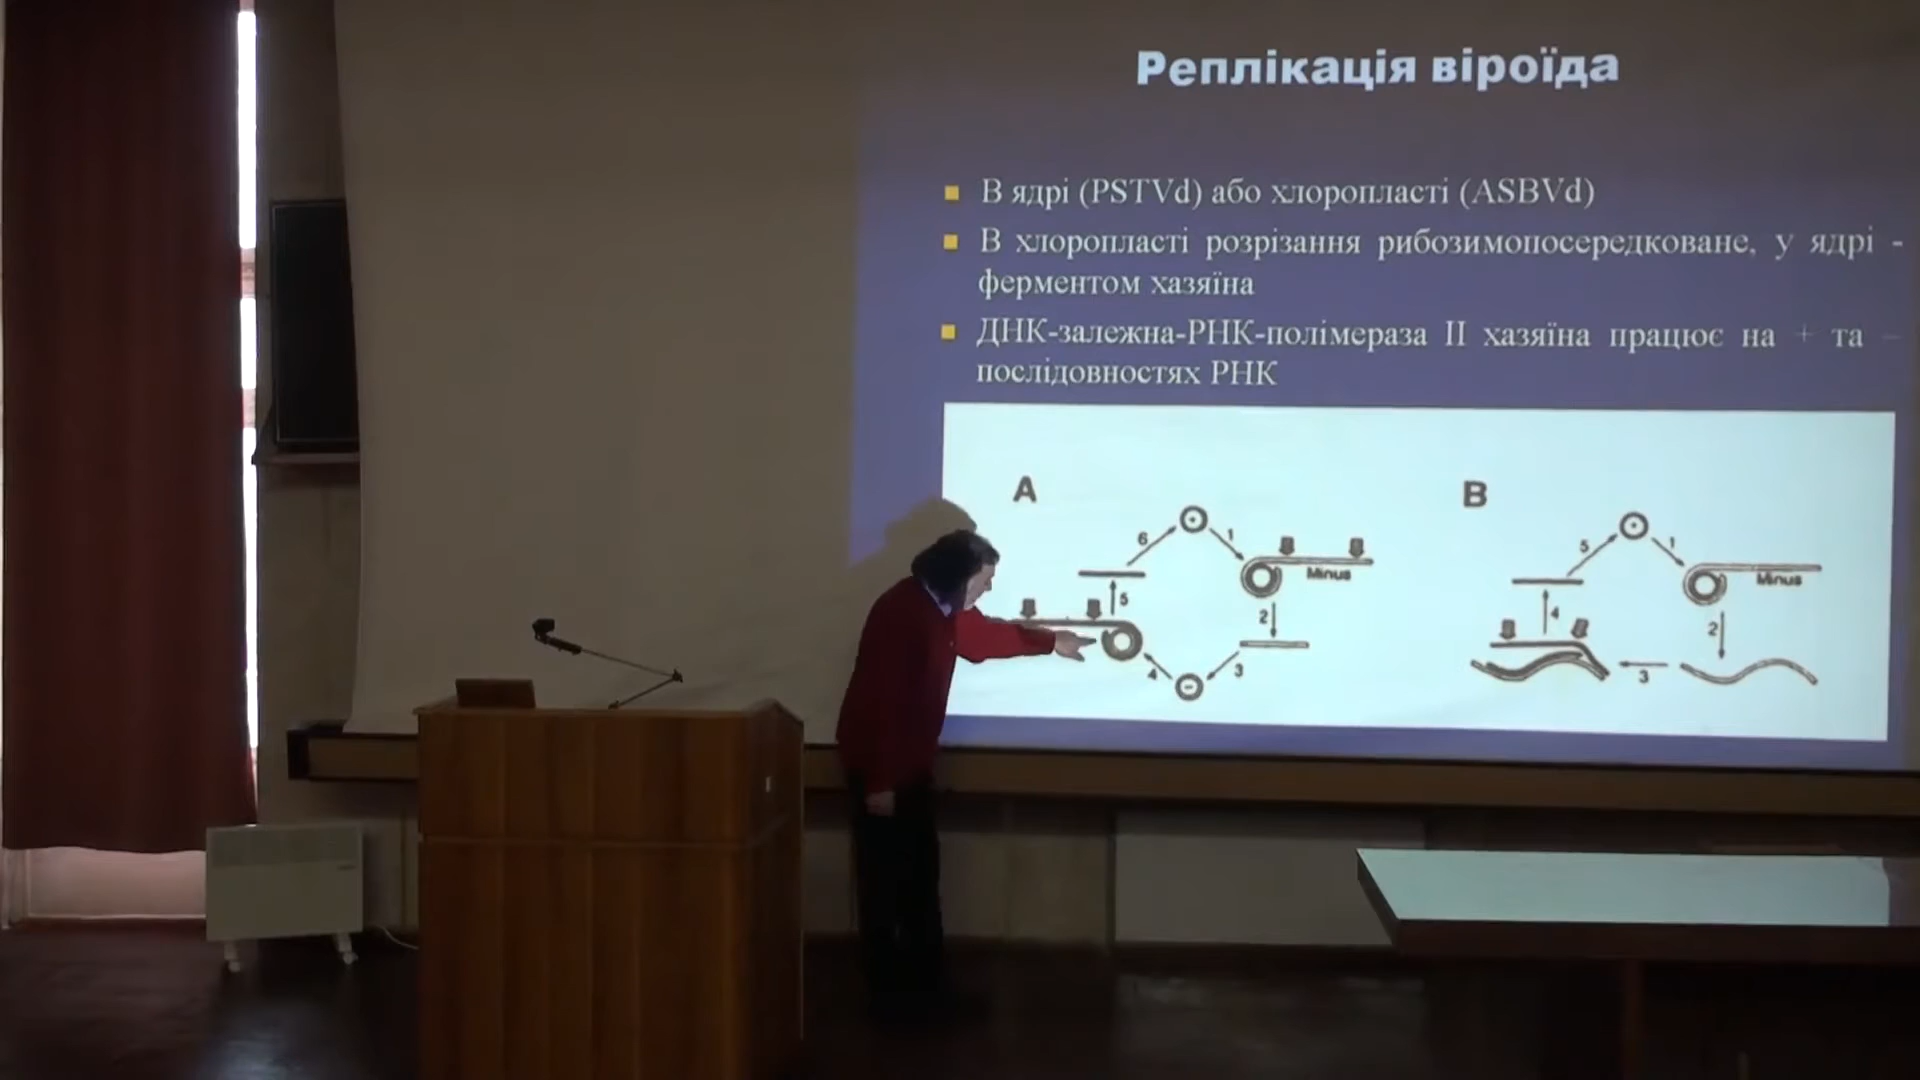 Реплікація віроїда
В ядрі (PSTVd) або хлоропласті (ASBVd)
В хлоропласті розрізання рибозимопосередковане, у ядрі -
ферментом хазяїна
ДНК-залежна-РНК-полімераза II хазяїна працює на + та –
послідовностях РНК
A
6
1
Minus
5
2
4
3
B
5
1
Minus
4
2
3